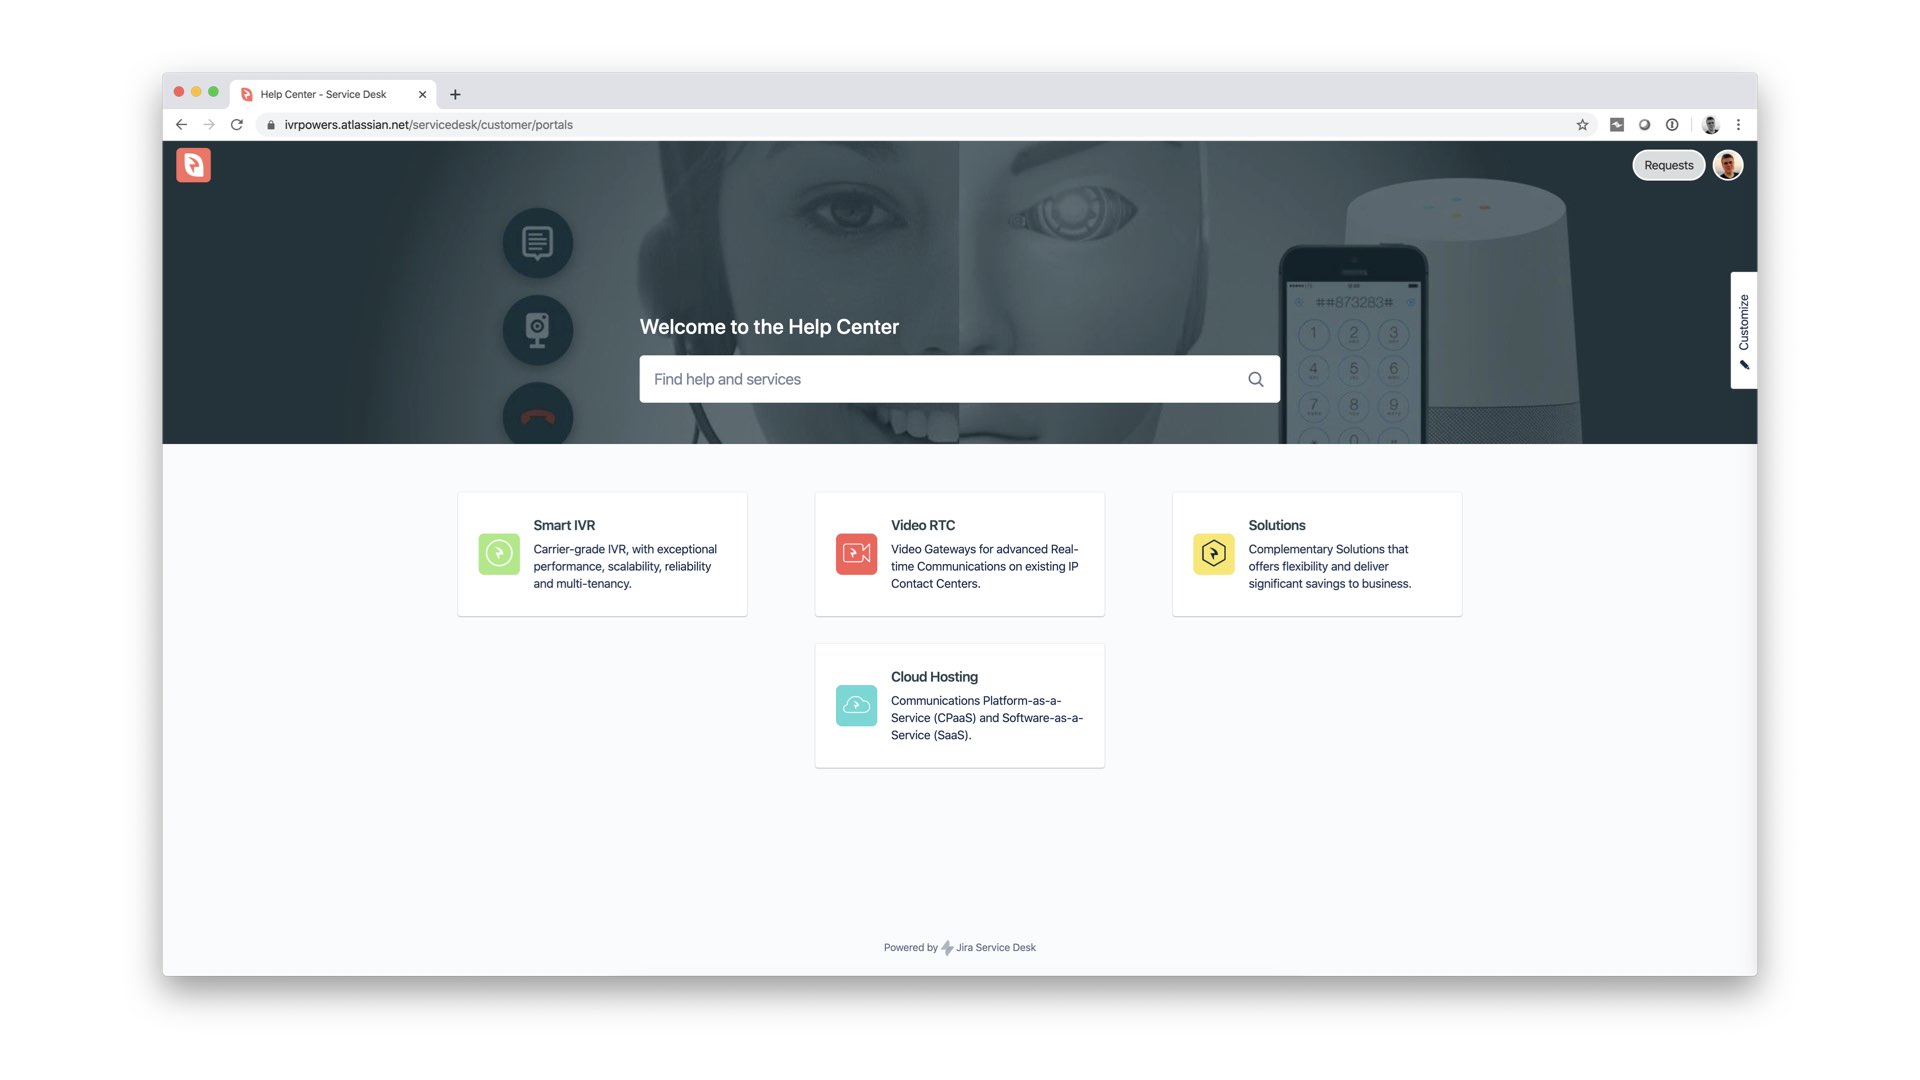 Help Center - Service Desk
ivrpowers.atlassian.net/servicedesk/customer/portals
Requests
##873283#
1 2 3
4 5 6
7 8 9
* 0 #
Customize
Welcome to the Help Center
Find help and services
Smart IVR
Carrier-grade IVR, with exceptional
performance, scalability, reliability
and multi-tenancy.
Video RTC
Video Gateways for advanced Real-
time Communications on existing IP
Contact Centers.
Solutions
Complementary Solutions that
offers flexibility and deliver
significant savings to business.
Cloud Hosting
Communications Platform-as-a-
Service (CPaaS) and Software-as-a-
Service (SaaS).
Powered by Jira Service Desk